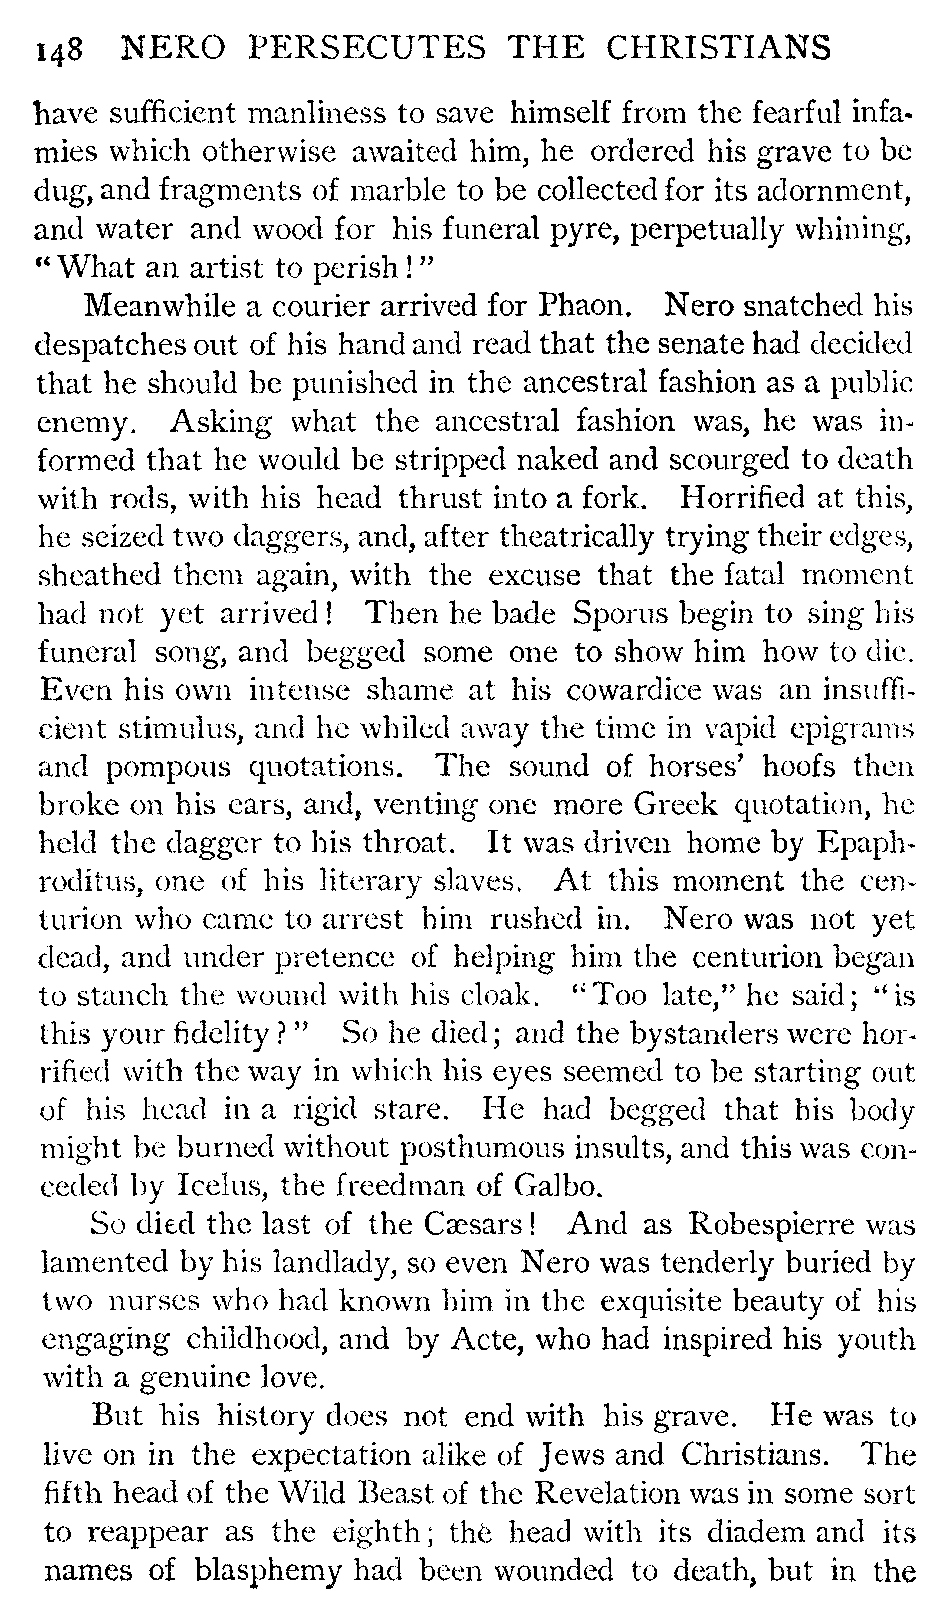 148 NERO PERSECUTES THE CHRISTIANS
have sufficient manliness to save himself from the fearful infa-
mies which otherwise awaited him, he ordered his grave to be
dug, and fragments of marble to be collected for its adornment,
and water and wood for his funeral pyre, perpetually whining,
“What an artist to perish!”
Meanwhile a courier arrived for Phaon. Nero snatched his
despatches out of his hand and read that the senate had decided
that he should be punished in the ancestral fashion as a public
enemy. Asking what the ancestral fashion was, he was in-
formed that he would be stripped naked and scourged to death
with rods, with his head thrust into a fork. Horrified at this,
he seized two daggers, and, after theatrically trying their edges,
sheathed them again, with the excuse that the fatal moment
had not yet arrived! Then he bade Sporus begin to sing his
funeral song, and begged some one to show him how to die.
Even his own intense shame at his cowardice was an insuffi-
cient stimulus, and he whiled away the time in vapid epigrams
and pompous quotations. The sound of horses’ hoofs then
broke on his ears, and, venting one more Greek quotation, he
held the dagger to his throat. It was driven home by Epaph-
roditus, one of his literary slaves. At this moment the cen-
turion who came to arrest him rushed in. Nero was not yet
dead, and under pretence of helping him the centurion began
to stanch the wound with his cloak. “Too late,” he said; “is
this your fidelity?” So he died; and the bystanders were hor-
rified with the way in which his eyes seemed to be starting out
of his head in a rigid stare. He had begged that his body
might be burned without posthumous insults, and this was con-
ceded by Icelus, the freedman of Galbo.
So died the last of the Cæsars! And as Robespierre was
lamented by his landlady, so even Nero was tenderly buried by
two nurses who had known him in the exquisite beauty of his
engaging childhood, and by Acte, who had inspired his youth
with a genuine love.
But his history does not end with his grave. He was to
live on in the expectation alike of Jews and Christians. The
fifth head of the Wild Beast of the Revelation was in some sort
to reappear as the eighth; the head with its diadem and its
names of blasphemy had been wounded to death, but in the